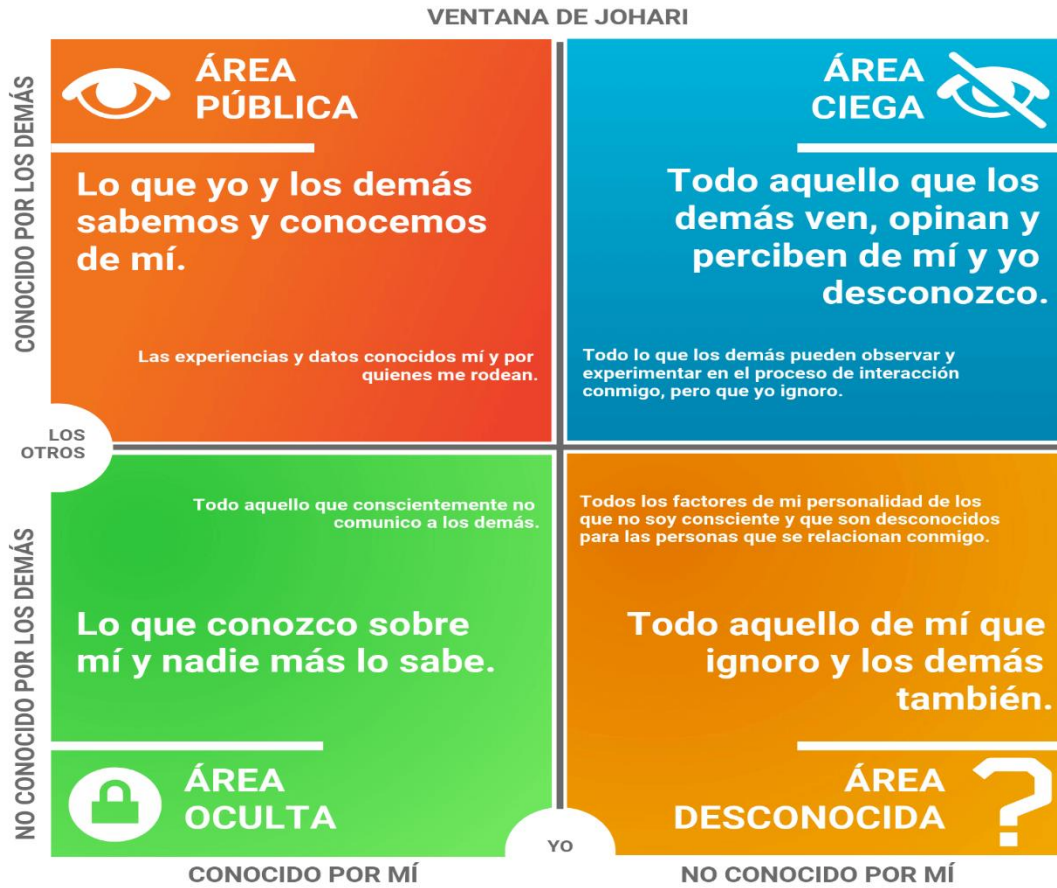 VENTANA DE JOHARI
CONOCIDO POR LOS DEMÁS
ÁREA
PÚBLICA
Lo que yo y los demás
sabemos y conocemos
de mí.
Las experiencias y datos conocidos mí y por
quienes me rodean.
ÁREA
CIEGA
Todo aquello que los
demás ven, opinan y
perciben de mí y yo
desconozco.
Todo lo que los demás pueden observar y
experimentar en el proceso de interacción
conmigo, pero que yo ignoro.
LOS
OTROS
NO CONOCIDO POR LOS DEMÁS
Todo aquello que conscientemente no
comunico a los demás.
Lo que conozco sobre
mí y nadie más lo sabe.
ÁREA
OCULTA
Todos los factores de mi personalidad de los
que no soy consciente y que son desconocidos
para las personas que se relacionan conmigo.
Todo aquello de mí que
ignoro y los demás
también.
ÁREA
DESCONOCIDA
?
YO
CONOCIDO POR MÍ
NO CONOCIDO POR MÍ